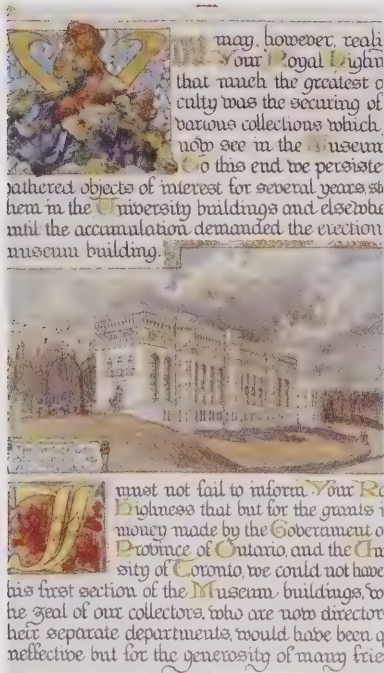 may, however, reali
Your Royal Highn
that much the greatest o
culty was the securing of
various collections which
now see in the Museum
To this end we persiste
gathered objects of interest for several years, st
hem in the University buildings and elsewhe
until the accumulation demanded the erection
museum building.
must not fail to inform Your Ro
Highness that but for the grants i
money made by the Government o
Province of Ontario, and the Un
sity of Toronto, we could not have
his first section of the Museum buildings, w
he zeal of our collectors, who are now director
heir separate departments, would have been q
neffective but for the generosity of many frie